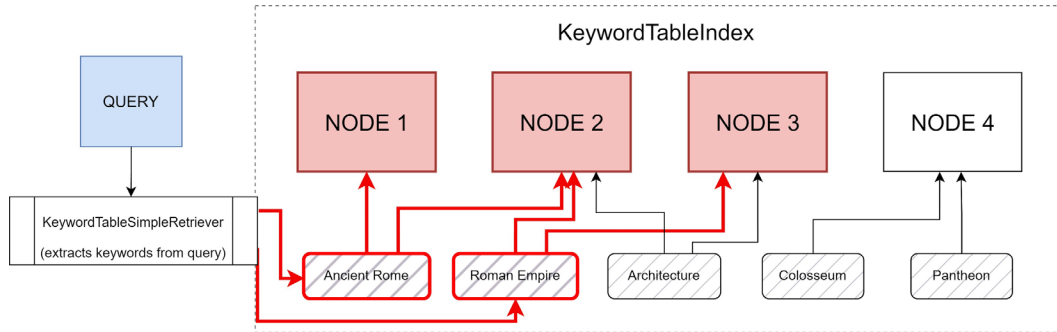 KeywordTableIndex
QUERY
NODE 1
NODE 2
NODE 3
NODE 4
KeywordTableSimpleRetriever
(extracts keywords from query)
Ancient Rome
Roman Empire
Architecture
Colosseum
Pantheon